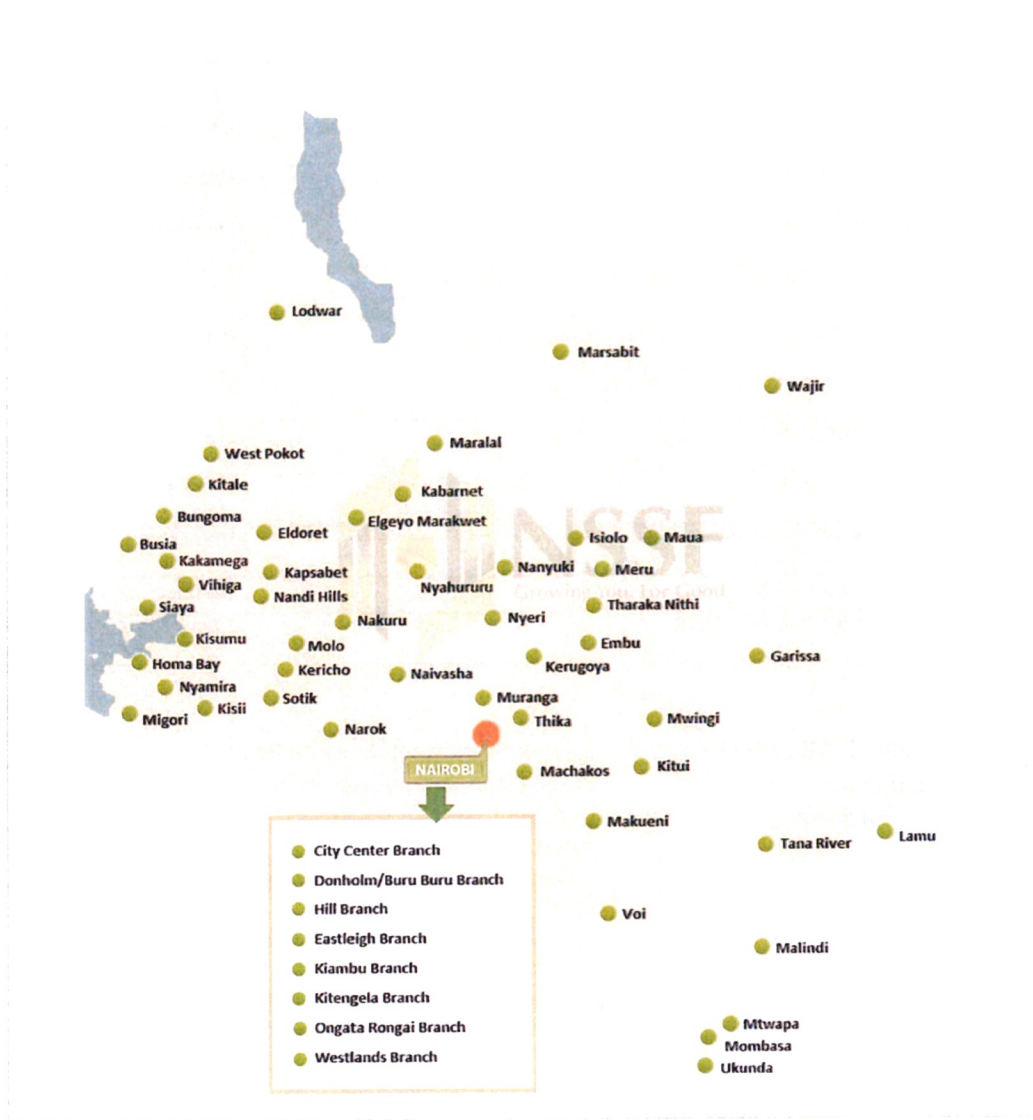 Lodwar
Marsabit
Wajir
Maralal
West Pokot
Kitale
Kabarnet
Bungoma
Elgeyo Marakwet
NSSF
Growing You, For Good
Eldoret
Isiolo
Maua
Busia
Kakamega
Kapsabet
Nyahururu
Nanyuki
Meru
Vihiga
Nandi Hills
Siaya
Tharaka Nithi
Nakuru
Nyeri
Kisumu
Molo
Embu
Homa Bay
Kericho
Naivasha
Kerugoya
Garissa
Nyamira
Sotik
Muranga
Kisii
Migori
Narok
Thika
Mwingi
NAIROBI
Machakos
Kitui
Makueni
Tana River
Lamu
City Center Branch
Donholm/Buru Buru Branch
Hill Branch
Eastleigh Branch
Kiambu Branch
Kitengela Branch
Ongata Rongai Branch
Westlands Branch
Voi
Malindi
Mtwapa
Mombasa
Ukunda